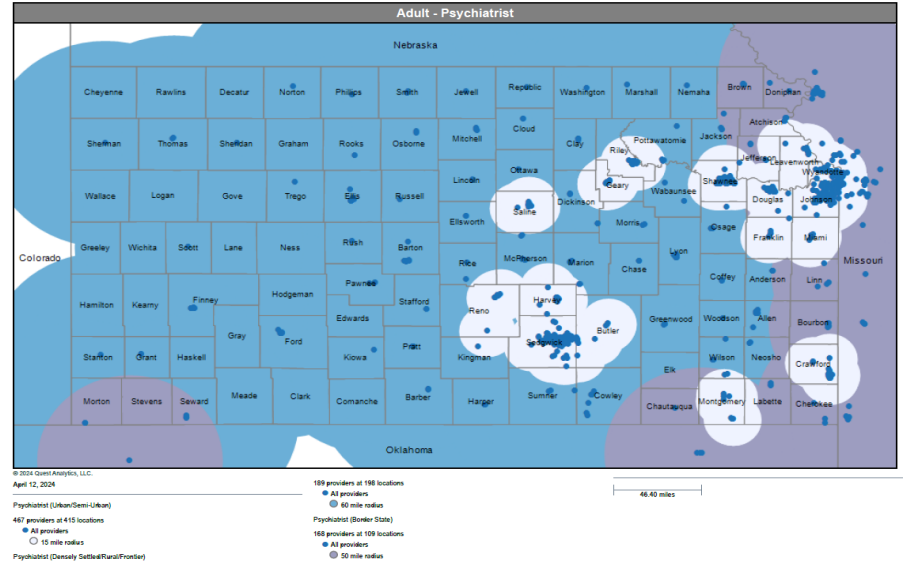 Adult - Psychiatrist
Nebraska
Cheyenne Rawlins Decatur Norton Phillips Smith Jewell Republic Washington Marshall Nemaha Brown Doniphan
Atchison
Sherman Thomas Sheridan Graham Rooks Osborne Mitchell Cloud Clay Riley Pottawatomie Jackson
Jefferson Leavenworth
Wyandotte
Wallace Logan Gove Trego Ellis Russell Lincoln Ottawa Geary Wabaunsee Shawnee
Dickinson
Douglas Johnson
Saline
Ellsworth Morris Osage
Franklin Miami
Greeley Wichita Scott Lane Ness Rush Barton
Colorado
Rice McPherson Marion Chase Lyon
Missouri
Coffey Anderson Linn
Pawnee
Hamilton Kearny Finney Hodgeman Stafford Reno Harvey
Edwards
Butler Greenwood Woodson Allen Bourbon
Gray Ford
Sedgwick
Stanton Grant Haskell Kiowa Pratt Kingman Wilson Neosho Crawford
Elk
Morton Stevens Seward Meade Clark Comanche Barber Harper Sumner Cowley Chautauqua Montgomery Labette Cherokee
Oklahoma
© 2024 Quest Analytics, LLC.
April 12, 2024
Psychiatrist (Urban/Semi-Urban)
467 providers at 415 locations
All providers
15 mile radius
Psychiatrist (Densely Settled/Rural/Frontier)
189 providers at 198 locations
All providers
60 mile radius
Psychiatrist (Border State)
168 providers at 109 locations
All providers
50 mile radius
46.40 miles